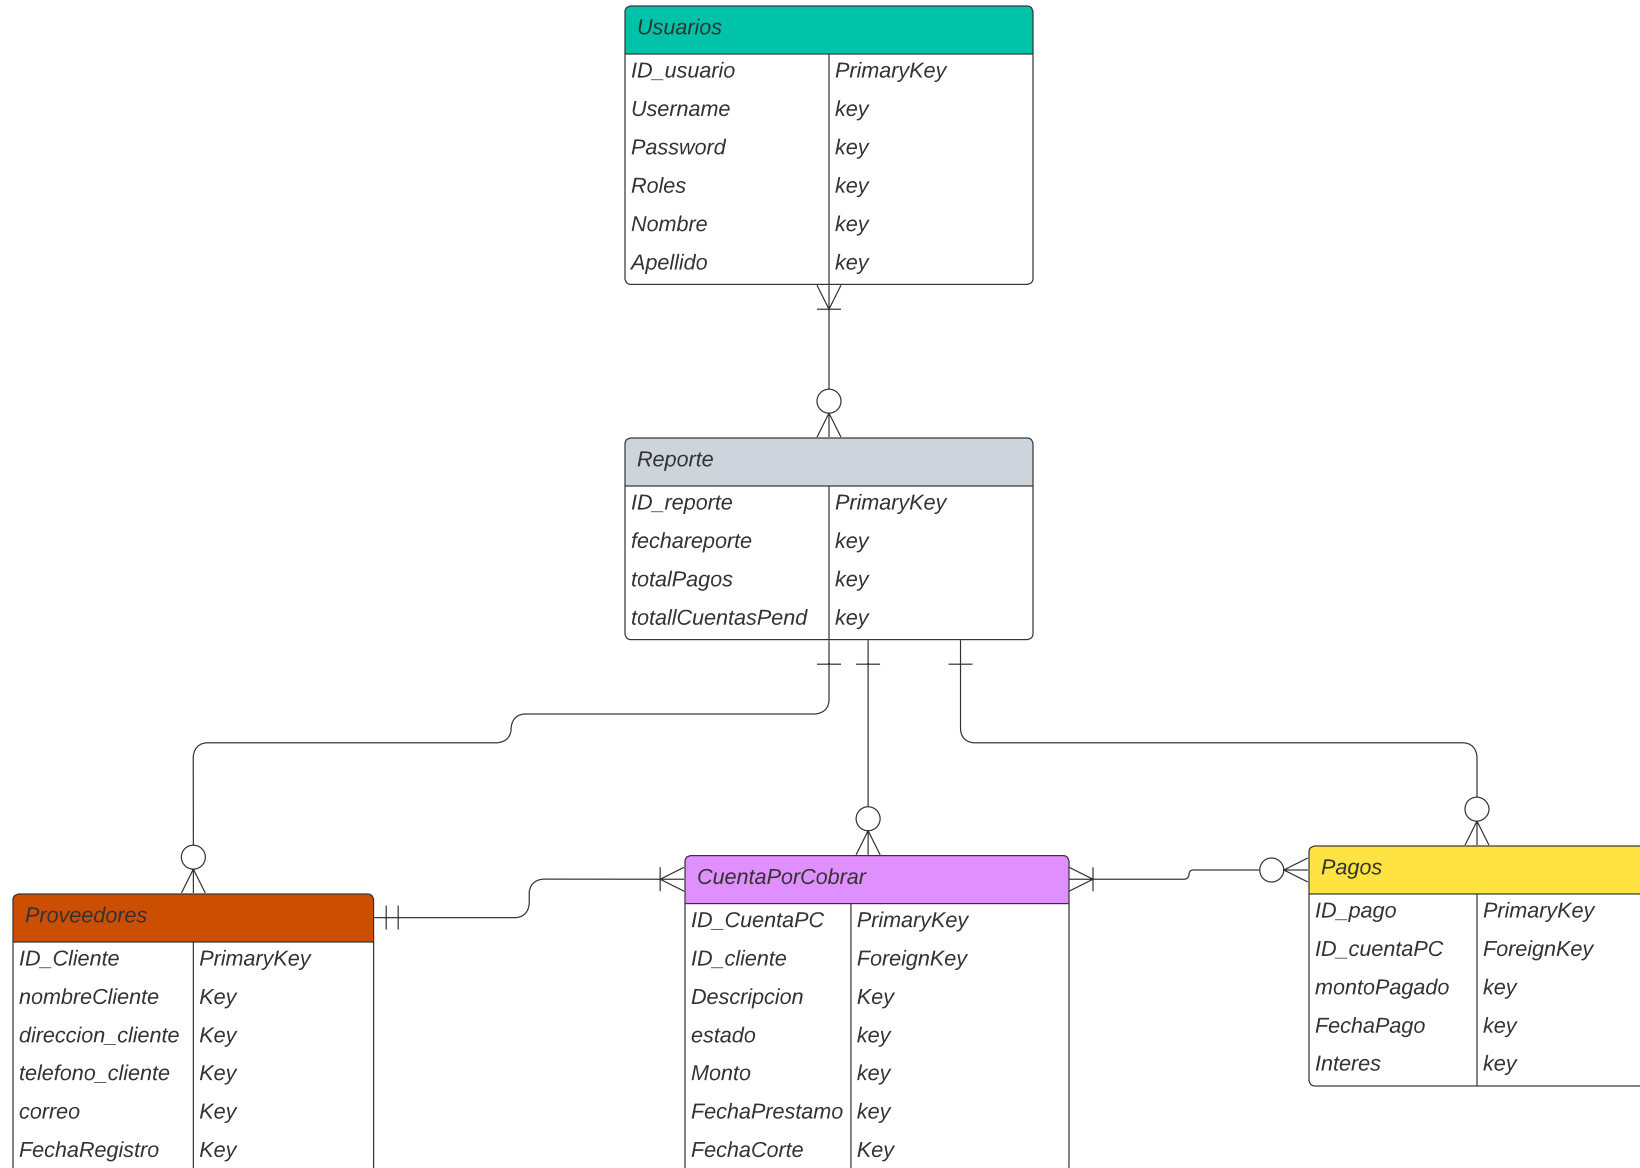 Usuarios
ID_usuario PrimaryKey
Username key
Password key
Roles key
Nombre key
Apellido key
Reporte
ID_reporte PrimaryKey
fechareporte key
totalPagos key
totallCuentasPend key
Proveedores
ID_Cliente PrimaryKey
nombreCliente Key
direccion_cliente Key
telefono_cliente Key
correo Key
FechaRegistro Key
CuentaPorCobrar
ID_CuentaPC PrimaryKey
ID_cliente ForeignKey
Descripcion Key
estado key
Monto key
FechaPrestamo key
FechaCorte Key
Pagos
ID_pago PrimaryKey
ID_cuentaPC ForeignKey
montoPagado key
FechaPago key
Interes key